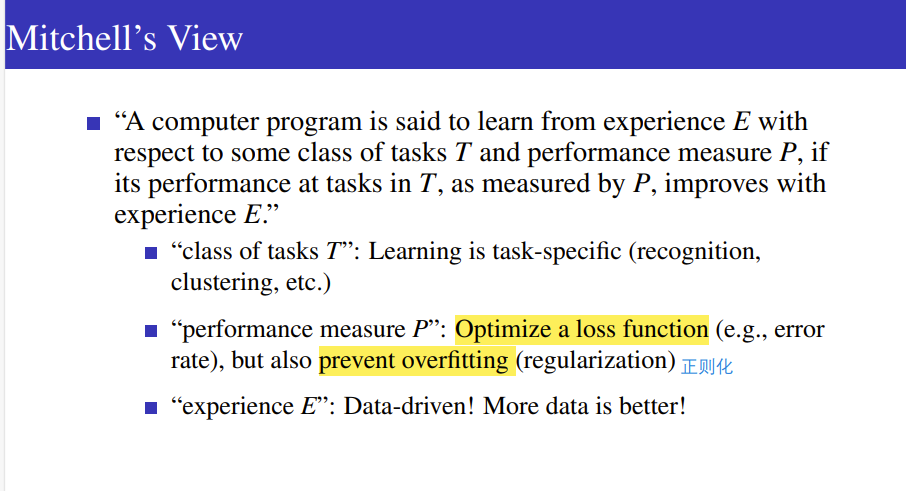 Mitchell’s View
“A computer program is said to learn from experience E with
respect to some class of tasks T and performance measure P, if
its performance at tasks in T, as measured by P, improves with
experience E.”
“class of tasks T”: Learning is task-specific (recognition,
clustering, etc.)
“performance measure P”: Optimize a loss function (e.g., error
rate), but also prevent overfitting (regularization) 正则化
“experience E”: Data-driven! More data is better!